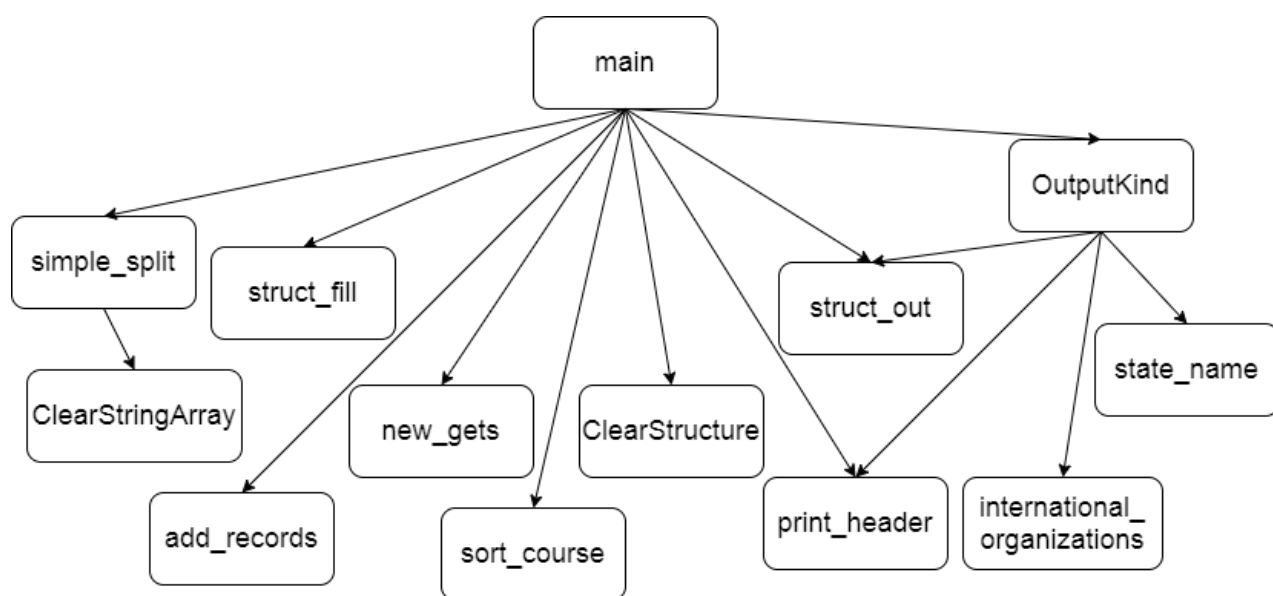 main
OutputKind
simple_split
struct_fill
struct_out
state_name
ClearStringArray
new_gets
ClearStructure
add_records
sort_course
print_header
international_
organizations